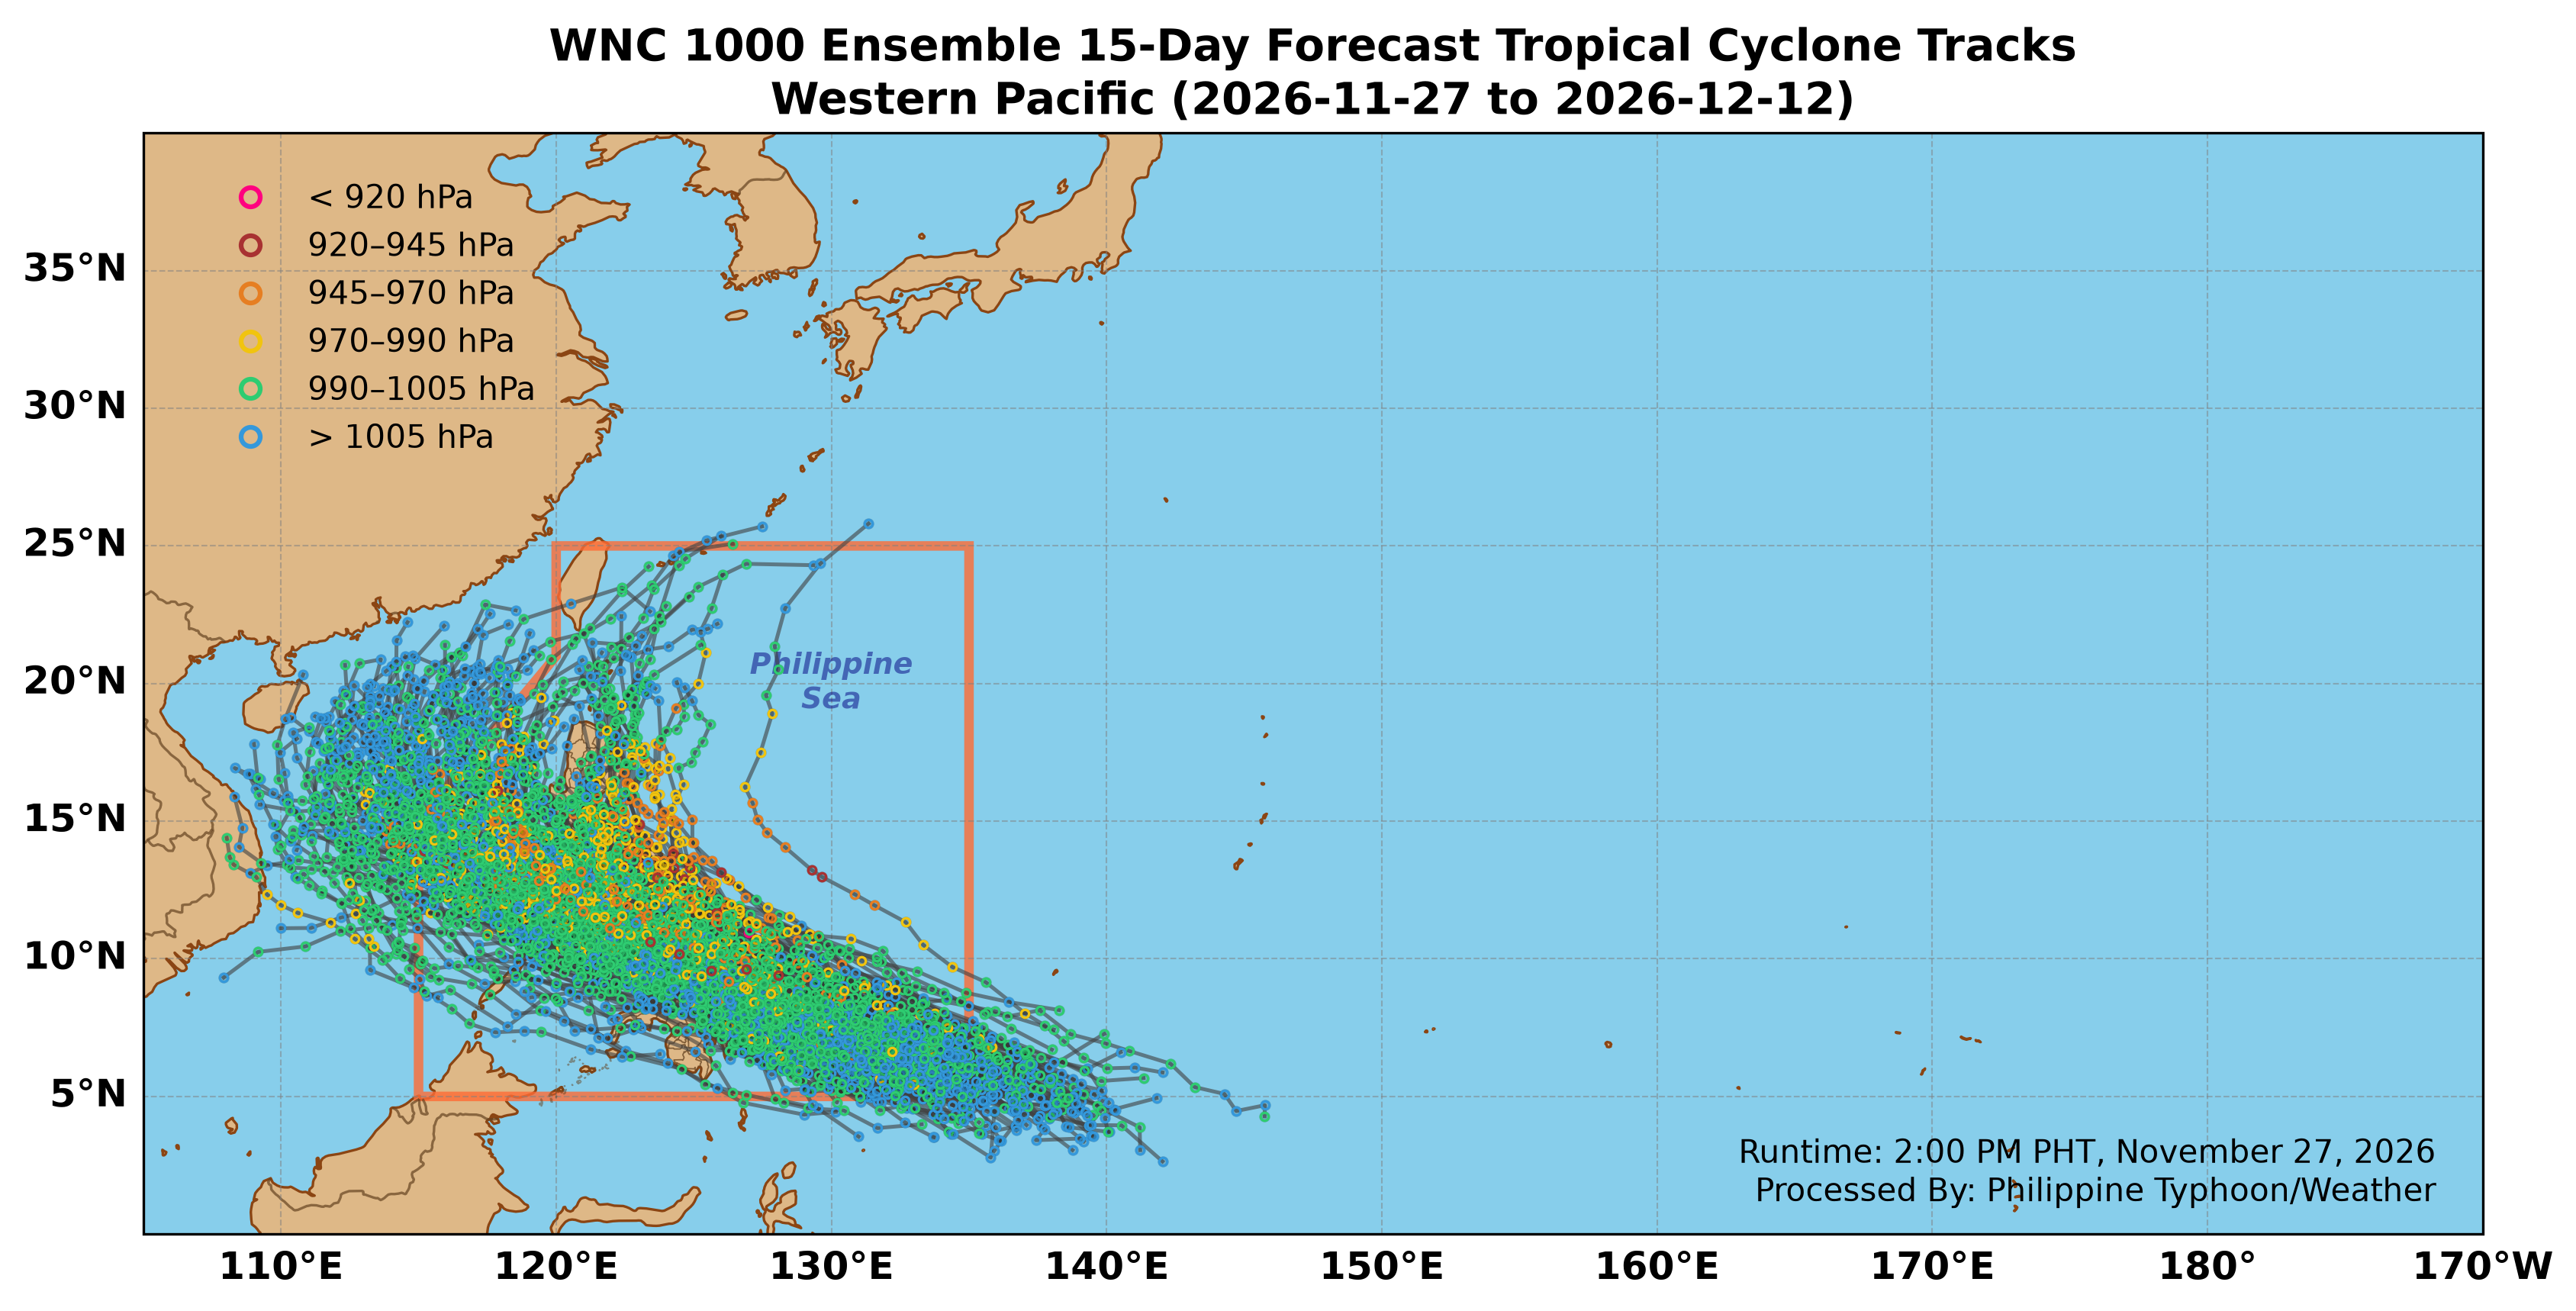 WNC 1000 Ensemble 15-Day Forecast Tropical Cyclone Tracks
Western Pacific (2026-11-27 to 2026-12-12)
< 920 hPa
920–945 hPa
945–970 hPa
970–990 hPa
990–1005 hPa
> 1005 hPa
35°N
30°N
25°N
20°N
15°N
10°N
5°N
Philippine
Sea
Runtime: 2:00 PM PHT, November 27, 2026
Processed By: Philippine Typhoon/Weather
110°E
120°E
130°E
140°E
150°E
160°E
170°E
180°
170°W